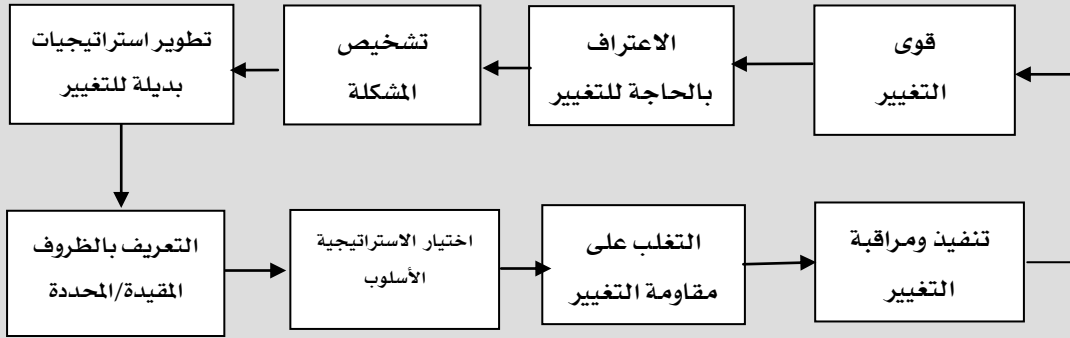 قوى
التغيير
الاعتراف
بالحاجة للتغيير
تشخيص
المشكلة
تطوير استراتيجيات
بديلة للتغيير
التعريف بالظروف
المقيدة/المحددة
اختيار الاستراتيجية
الأسلوب
التغلب على
مقاومة التغيير
تنفيذ ومراقبة
التغيير